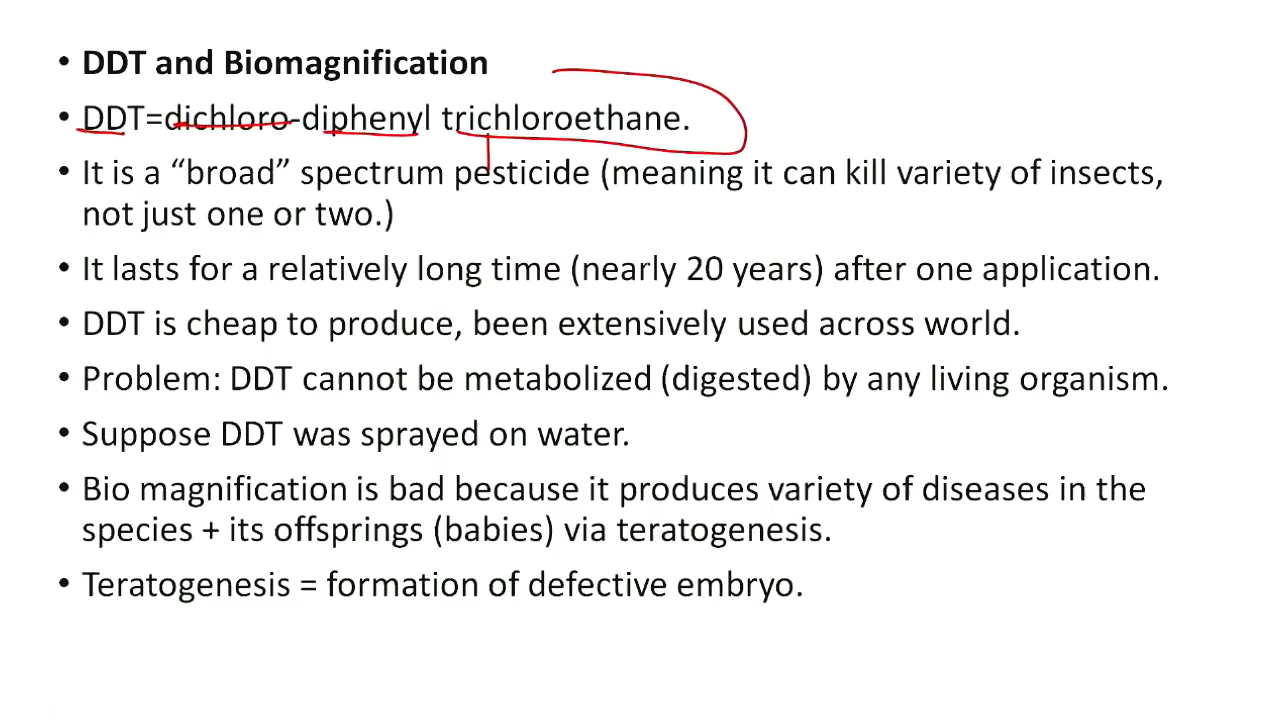 • DDT and Biomagnification
• DDT=dichloro-diphenyl trichloroethane.
• It is a “broad” spectrum pesticide (meaning it can kill variety of insects,
not just one or two.)
• It lasts for a relatively long time (nearly 20 years) after one application.
• DDT is cheap to produce, been extensively used across world.
• Problem: DDT cannot be metabolized (digested) by any living organism.
• Suppose DDT was sprayed on water.
• Bio magnification is bad because it produces variety of diseases in the
species + its offsprings (babies) via teratogenesis.
• Teratogenesis = formation of defective embryo.